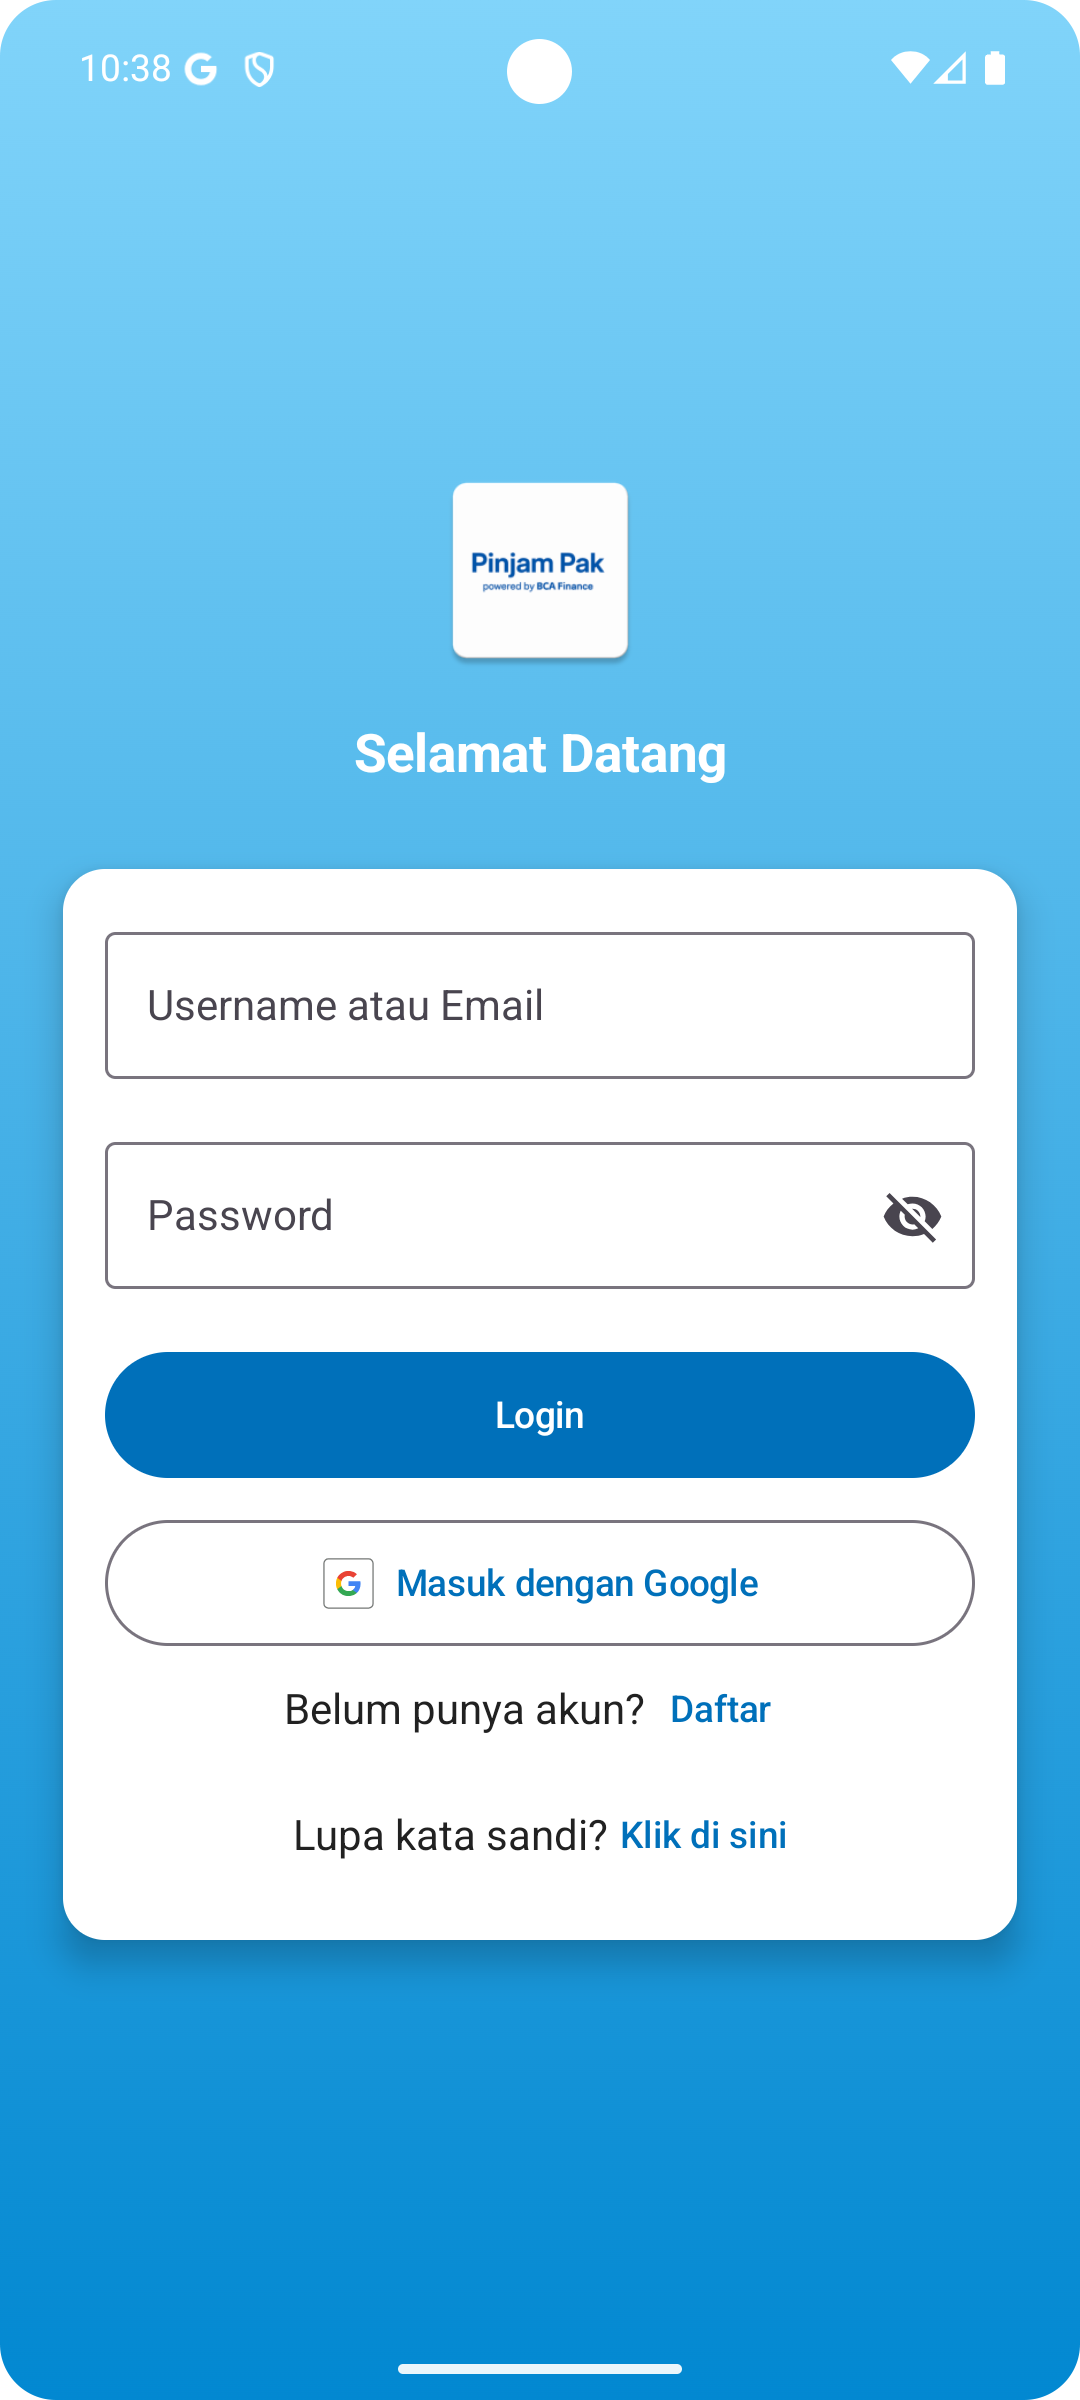 10:38
Pinjam Pak
powered by BCA Finance
Selamat Datang
Username atau Email
Password
Login
Masuk dengan Google
Belum punya akun? Daftar
Lupa kata sandi? Klik di sini